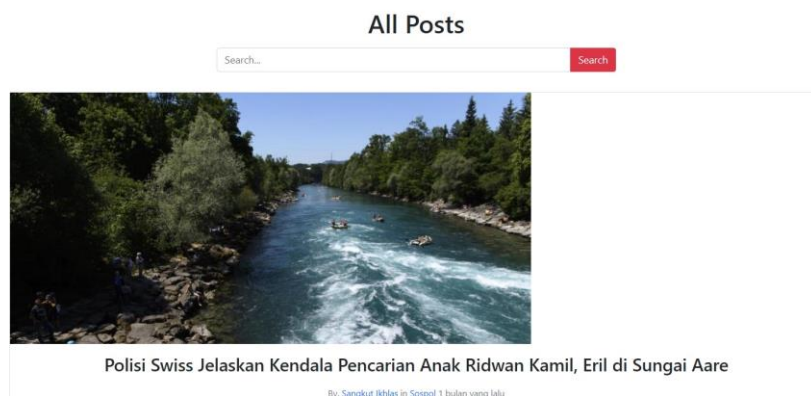 All Posts
Search...
Search
Polisi Swiss Jelaskan Kendala Pencarian Anak Ridwan Kamil, Eril di Sungai Aare
By. Sangkut Ikhlas in Sospol 1 bulan yang lalu